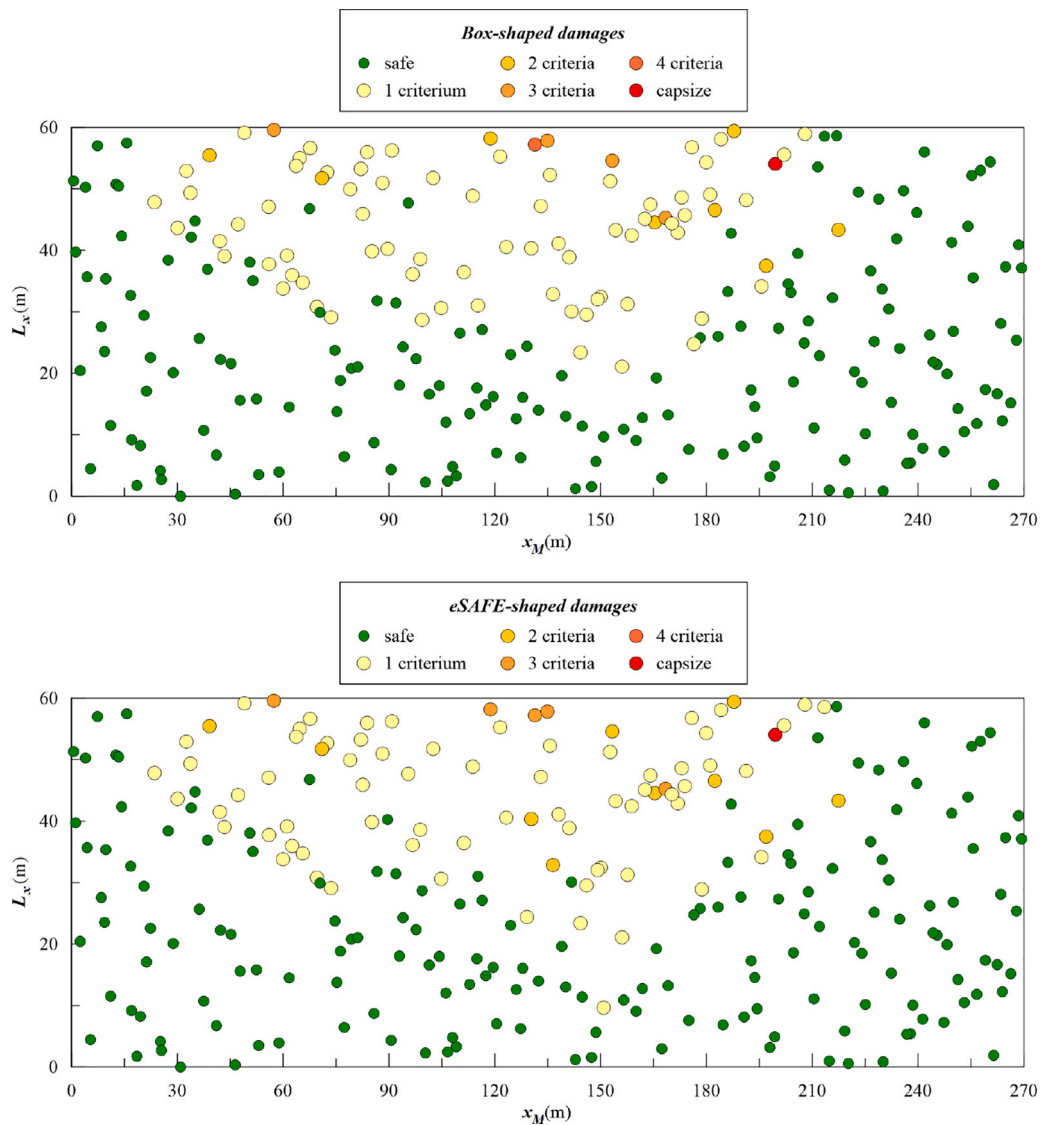 Box-shaped damages
safe 2 criteria 4 criteria
1 criterium 3 criteria capsize
60
40
20
0
L_x (m)
0 30 60 90 120 150 180 210 240 270
x_M (m)
eSAFE-shaped damages
safe 2 criteria 4 criteria
1 criterium 3 criteria capsize
60
40
20
0
L_x (m)
0 30 60 90 120 150 180 210 240 270
x_M (m)